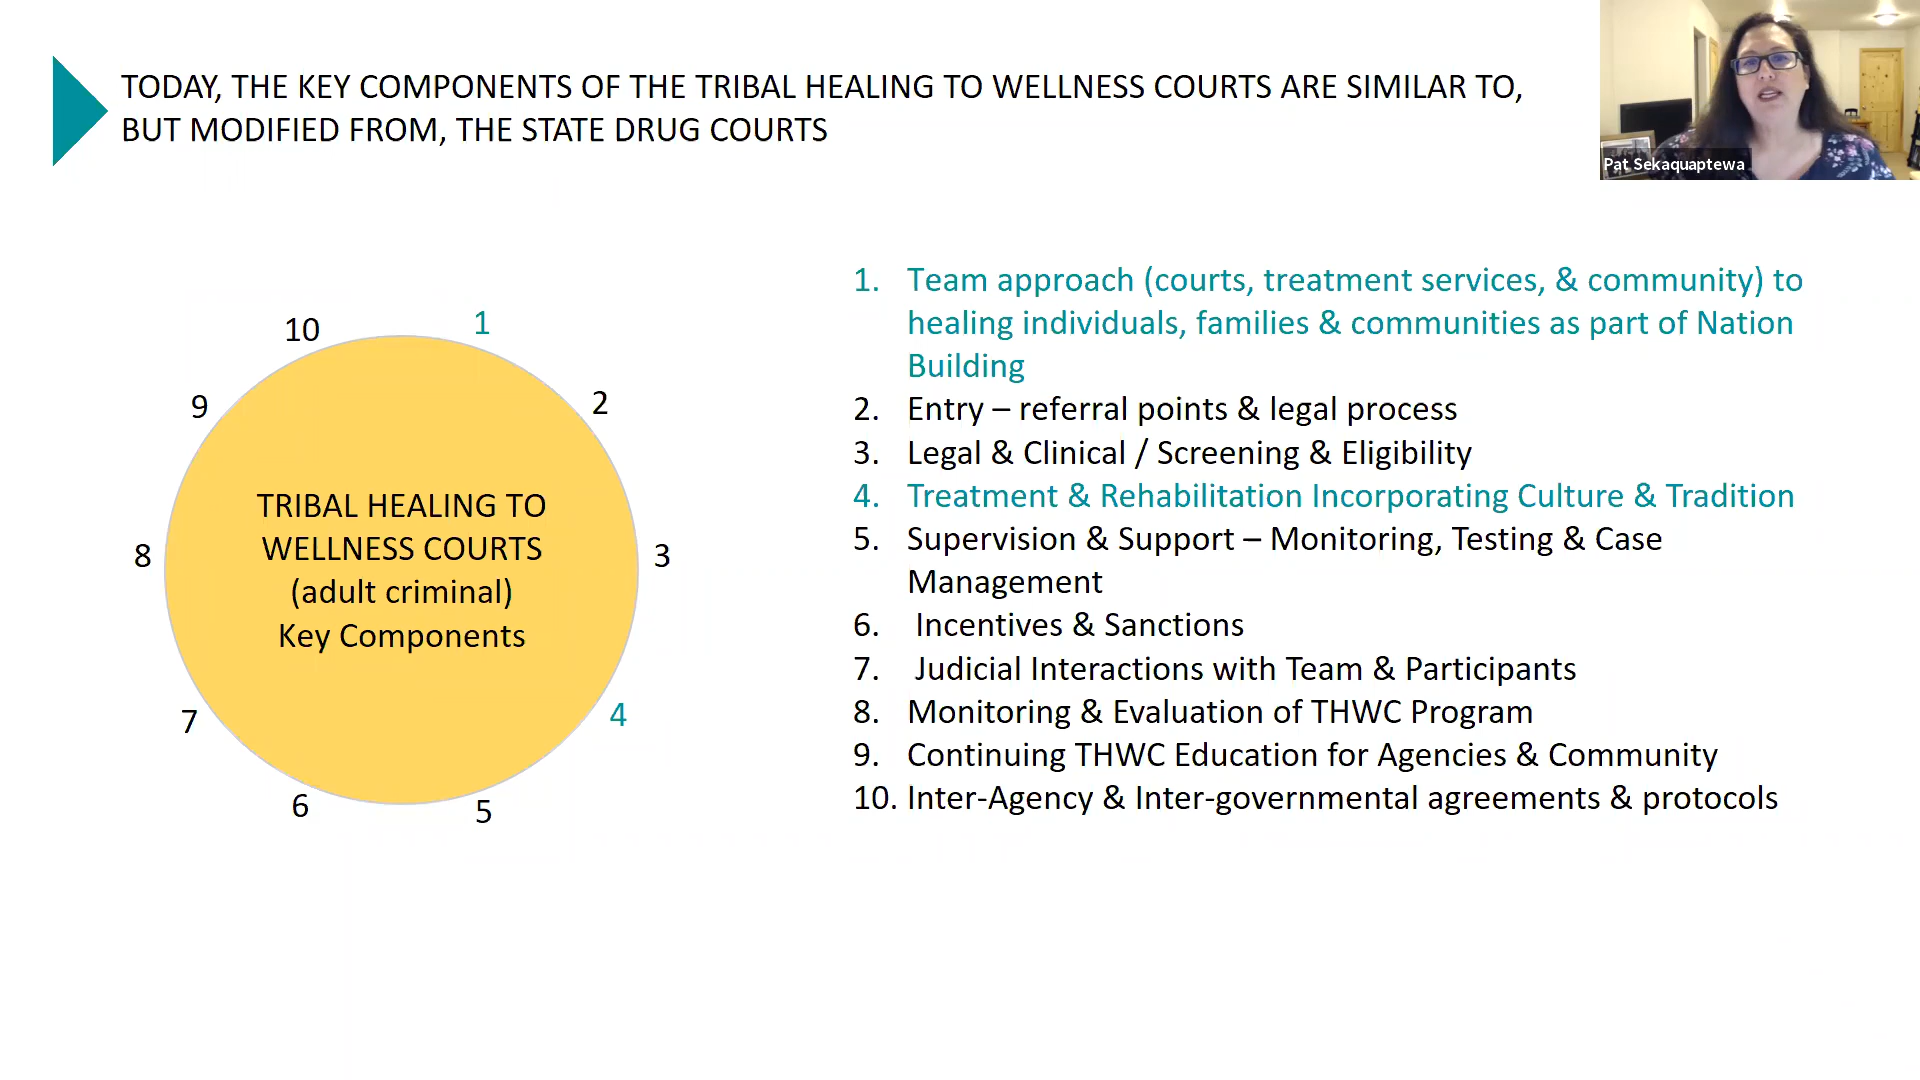 TODAY, THE KEY COMPONENTS OF THE TRIBAL HEALING TO WELLNESS COURTS ARE SIMILAR TO,
BUT MODIFIED FROM, THE STATE DRUG COURTS
Pat Sekaquaptewa
10
1
9
2
8
3
7
4
6
5
TRIBAL HEALING TO
WELLNESS COURTS
(adult criminal)
Key Components
1. Team approach (courts, treatment services, & community) to
healing individuals, families & communities as part of Nation
Building
2. Entry – referral points & legal process
3. Legal & Clinical / Screening & Eligibility
4. Treatment & Rehabilitation Incorporating Culture & Tradition
5. Supervision & Support – Monitoring, Testing & Case
Management
6. Incentives & Sanctions
7. Judicial Interactions with Team & Participants
8. Monitoring & Evaluation of THWC Program
9. Continuing THWC Education for Agencies & Community
10. Inter-Agency & Inter-governmental agreements & protocols